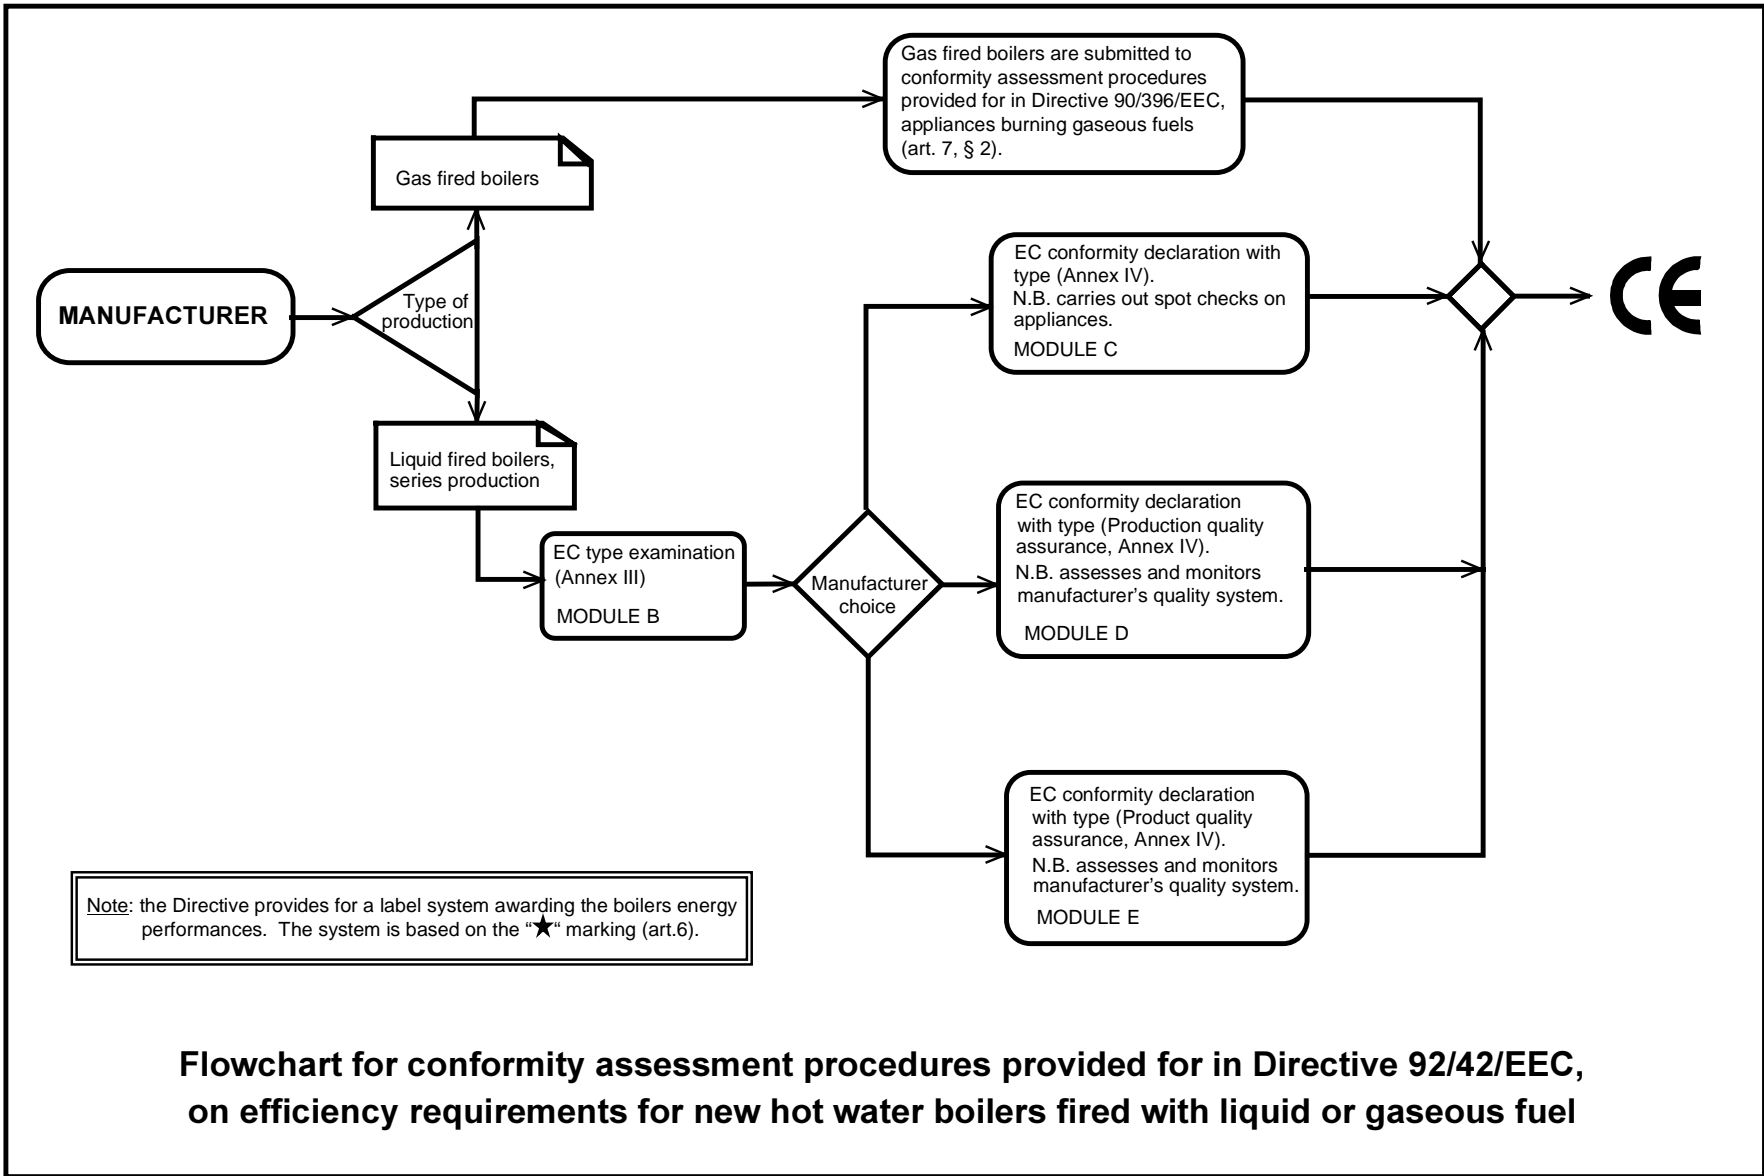 Gas fired boilers are submitted to
conformity assessment procedures
provided for in Directive 90/396/EEC,
appliances burning gaseous fuels
(art. 7, § 2).
Gas fired boilers
MANUFACTURER
Type of
production
EC conformity declaration with
type (Annex IV).
N.B. carries out spot checks on
appliances.
MODULE C
CE
Liquid fired boilers,
series production
EC type examination
(Annex III)
MODULE B
Manufacturer
choice
EC conformity declaration
with type (Production quality
assurance, Annex IV).
N.B. assesses and monitors
manufacturer’s quality system.
MODULE D
EC conformity declaration
with type (Product quality
assurance, Annex IV).
N.B. assesses and monitors
manufacturer’s quality system.
MODULE E
Note: the Directive provides for a label system awarding the boilers energy
performances. The system is based on the “★“ marking (art.6).
Flowchart for conformity assessment procedures provided for in Directive 92/42/EEC,
on efficiency requirements for new hot water boilers fired with liquid or gaseous fuel